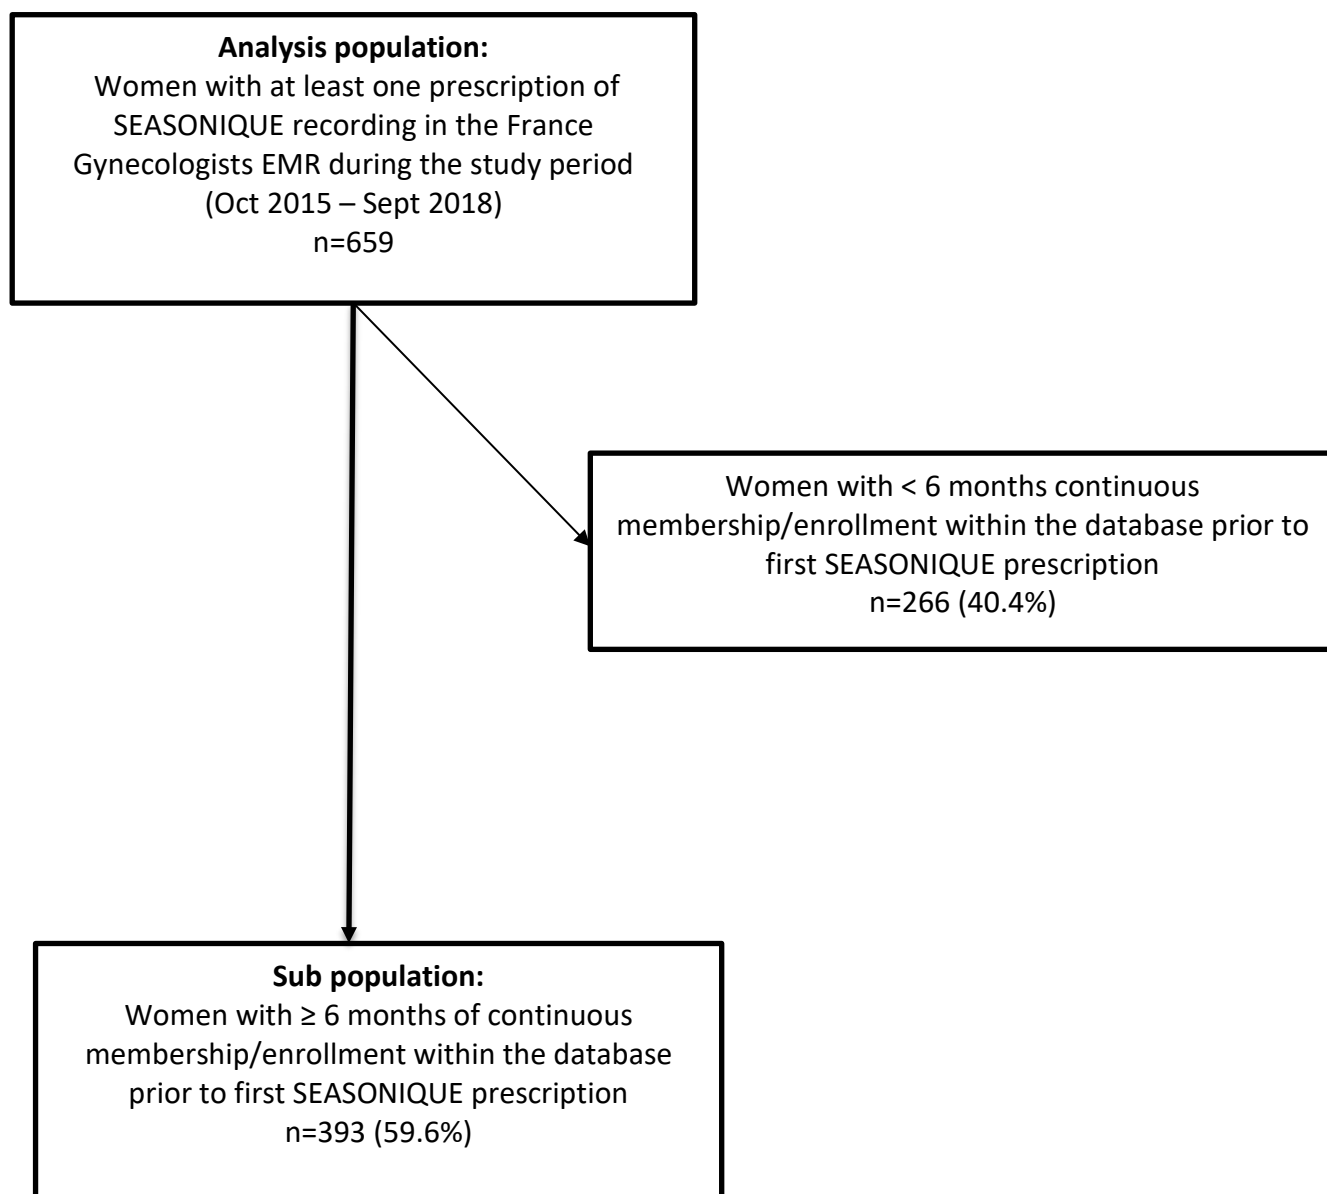 Analysis population:
Women with at least one prescription of
SEASONIQUE recording in the France
Gynecologists EMR during the study period
(Oct 2015 – Sept 2018)
n=659
Women with < 6 months continuous
membership/enrollment within the database prior to
first SEASONIQUE prescription
n=266 (40.4%)
Sub population:
Women with ≥ 6 months of continuous
membership/enrollment within the database
prior to first SEASONIQUE prescription
n=393 (59.6%)